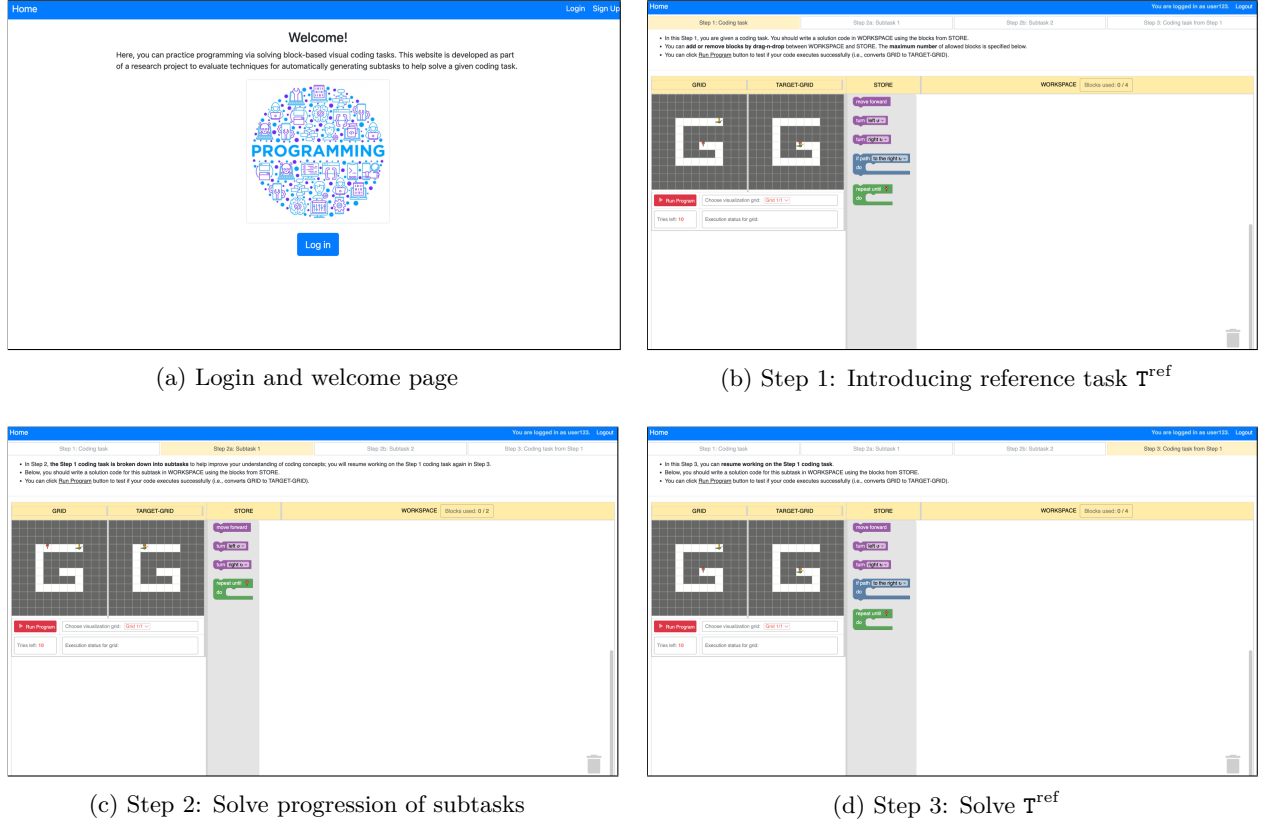 Home
Login Sign Up
Welcome!
Here, you can practice programming via solving block-based visual coding tasks. This website is developed as part
of a research project to evaluate techniques for automatically generating subtasks to help solve a given coding task.
PROGRAMMING
Log in
(a) Login and welcome page
Home
You are logged in as user123. Logout
Step 1: Coding task
Step 2a: Subtask 1
Step 2b: Subtask 2
Step 3: Coding task from Step 1
• In this Step 1, you are given a coding task. You should write a solution code in WORKSPACE using the blocks from STORE.
• You can add or remove blocks by drag-n-drop between WORKSPACE and STORE. The maximum number of allowed blocks is specified below.
• You can click Run Program button to test if your code executes successfully (i.e., converts GRID to TARGET-GRID).
GRID
TARGET-GRID
STORE
WORKSPACE
Blocks used: 0 / 4
move forward
turn left ↺
turn right ↻
if path to the right ↻
do
repeat until
do
Run Program
Choose visualization grid: Grid 1/1
Tries left: 10
Execution status for grid:
(b) Step 1: Introducing reference task T^ref
Home
You are logged in as user123. Logout
Step 1: Coding task
Step 2a: Subtask 1
Step 2b: Subtask 2
Step 3: Coding task from Step 1
• In Step 2, the Step 1 coding task is broken down into subtasks to help improve your understanding of coding concepts; you will resume working on the Step 1 coding task again in Step 3.
• Below, you should write a solution code for this subtask in WORKSPACE using the blocks from STORE.
• You can click Run Program button to test if your code executes successfully (i.e., converts GRID to TARGET-GRID).
GRID
TARGET-GRID
STORE
WORKSPACE
Blocks used: 0 / 2
move forward
turn left ↺
turn right ↻
repeat until
do
Run Program
Choose visualization grid: Grid 1/1
Tries left: 10
Execution status for grid:
(c) Step 2: Solve progression of subtasks
Home
You are logged in as user123. Logout
Step 1: Coding task
Step 2a: Subtask 1
Step 2b: Subtask 2
Step 3: Coding task from Step 1
• In this Step 3, you can resume working on the Step 1 coding task.
• Below, you should write a solution code for this subtask in WORKSPACE using the blocks from STORE.
• You can click Run Program button to test if your code executes successfully (i.e., converts GRID to TARGET-GRID).
GRID
TARGET-GRID
STORE
WORKSPACE
Blocks used: 0 / 4
move forward
turn left ↺
turn right ↻
if path to the right ↻
do
repeat until
do
Run Program
Choose visualization grid: Grid 1/1
Tries left: 10
Execution status for grid:
(d) Step 3: Solve T^ref